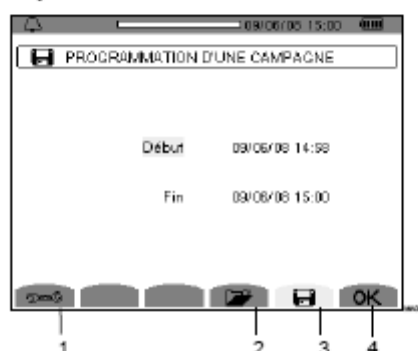 09/06/08 15:00
PROGRAMMATION D'UNE CAMPAGNE
Début 09/06/08 14:58
Fin 09/06/08 15:00
OK
1 2 3 4